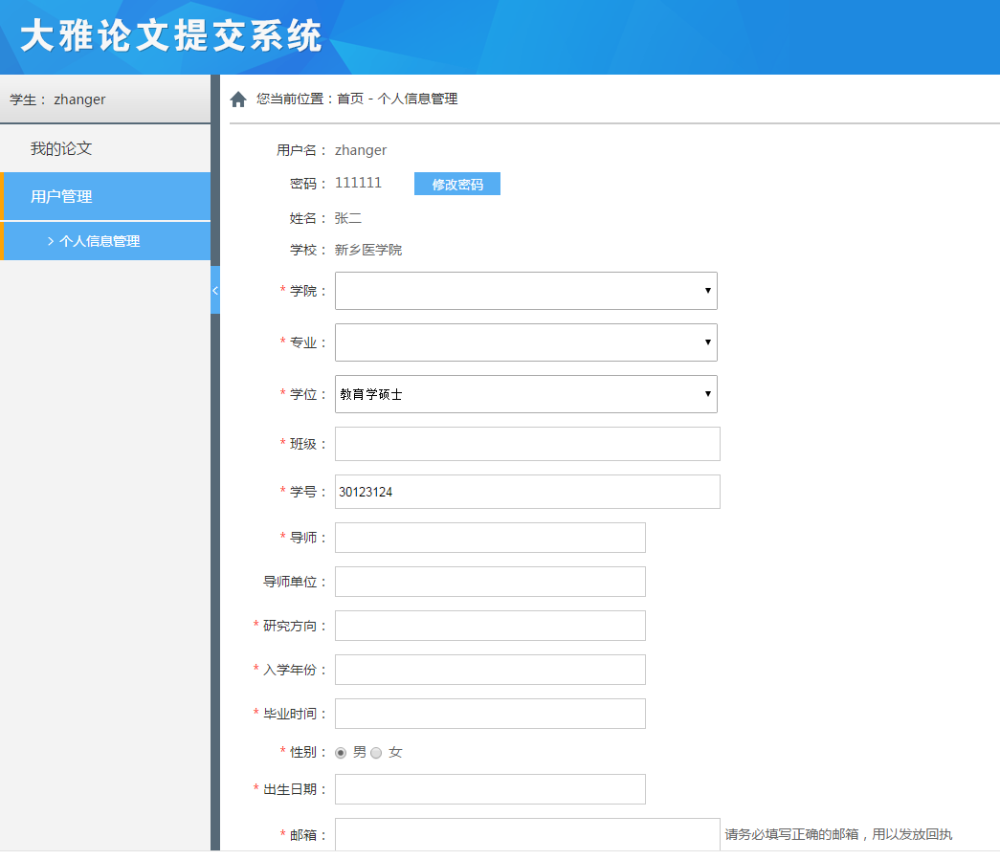 大雅论文提交系统
学生： zhanger
我的论文
用户管理
> 个人信息管理
<
您当前位置：首页 - 个人信息管理
用户名： zhanger
密码： 111111 修改密码
姓名： 张二
学校： 新乡医学院
* 学院：
* 专业：
* 学位： 教育学硕士
* 班级：
* 学号： 30123124
* 导师：
导师单位：
* 研究方向：
* 入学年份：
* 毕业时间：
* 性别： 男 女
* 出生日期：
* 邮箱： 请务必填写正确的邮箱，用以发放回执